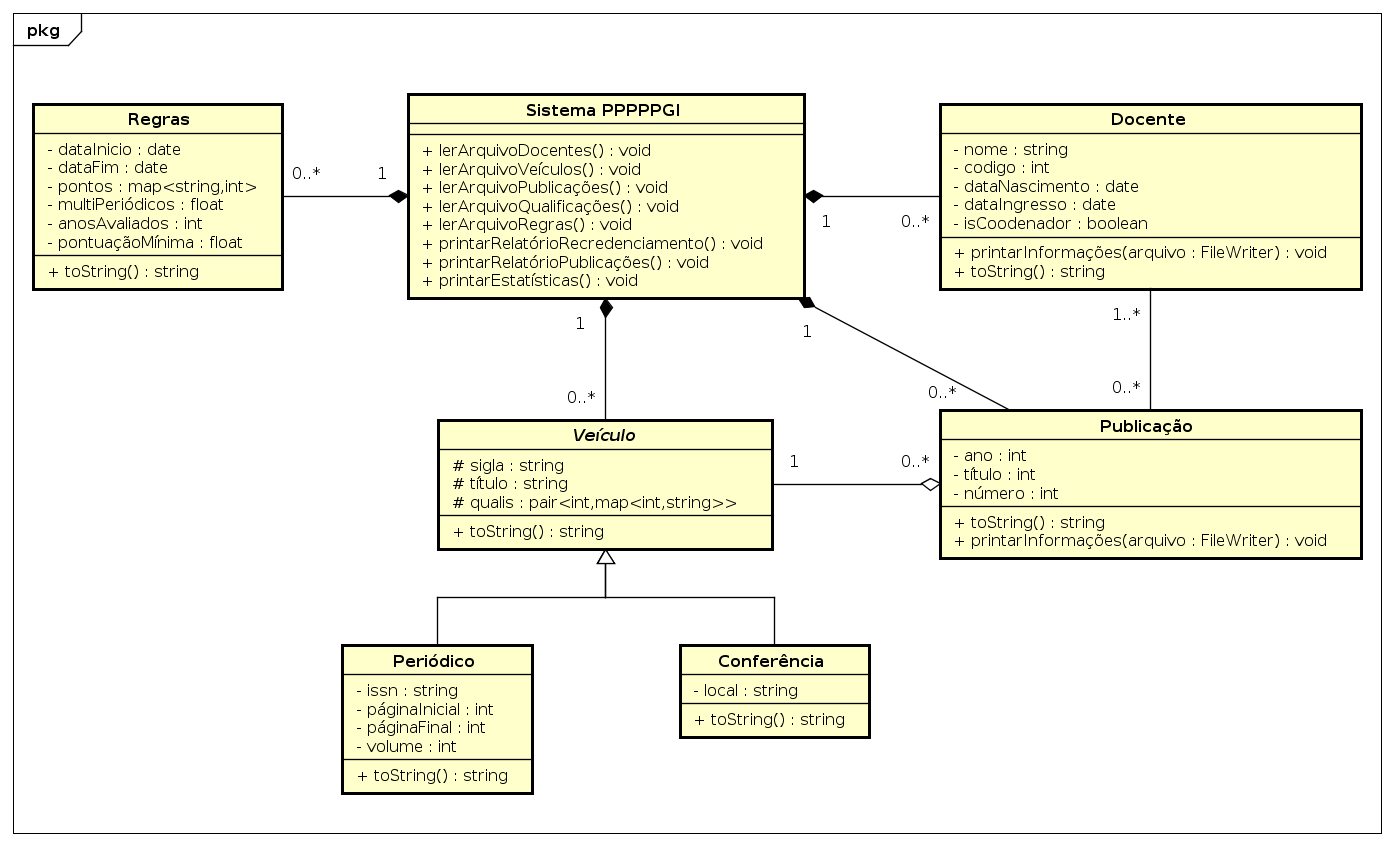 pkg
Regras
- dataInicio : date
- dataFim : date
- pontos : map<string,int>
- multiPeriódicos : float
- anosAvaliados : int
- pontuaçãoMínima : float
+ toString() : string
0..*
1
Sistema PPPPPGI
+ lerArquivoDocentes() : void
+ lerArquivoVeículos() : void
+ lerArquivoPublicações() : void
+ lerArquivoQualificações() : void
+ lerArquivoRegras() : void
+ printarRelatórioRecredenciamento() : void
+ printarRelatórioPublicações() : void
+ printarEstatísticas() : void
1
0..*
Docente
- nome : string
- codigo : int
- dataNascimento : date
- dataIngresso : date
- isCoodenador : boolean
+ printarInformações(arquivo : FileWriter) : void
+ toString() : string
1
0..*
1
0..*
1..*
0..*
Veículo
# sigla : string
# título : string
# qualis : pair<int,map<int,string>>
+ toString() : string
1
0..*
Publicação
- ano : int
- título : int
- número : int
+ toString() : string
+ printarInformações(arquivo : FileWriter) : void
Periódico
- issn : string
- páginaInicial : int
- páginaFinal : int
- volume : int
+ toString() : string
Conferência
- local : string
+ toString() : string